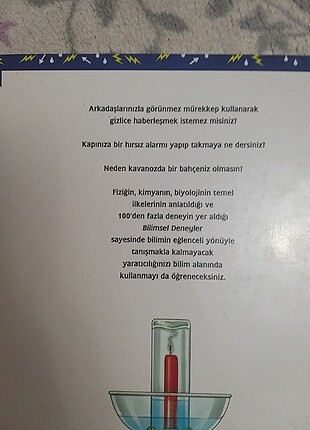 Arkadaşlarınızla görünmez mürekkep kullanarak
gizlice haberleşmek istemez misiniz?
Kapınıza bir hırsız alarmı yapıp takmaya ne dersiniz?
Neden kavanozda bir bahçeniz olmasın?
Fiziğin, kimyanın, biyolojinin temel
ilkelerinin anlatıldığı ve
100'den fazla deneyin yer aldığı
Bilimsel Deneyler
sayesinde bilimin eğlenceli yönüyle
tanışmakla kalmayacak
yaratıcılığınızı bilim alanında
kullanmayı da öğreneceksiniz.